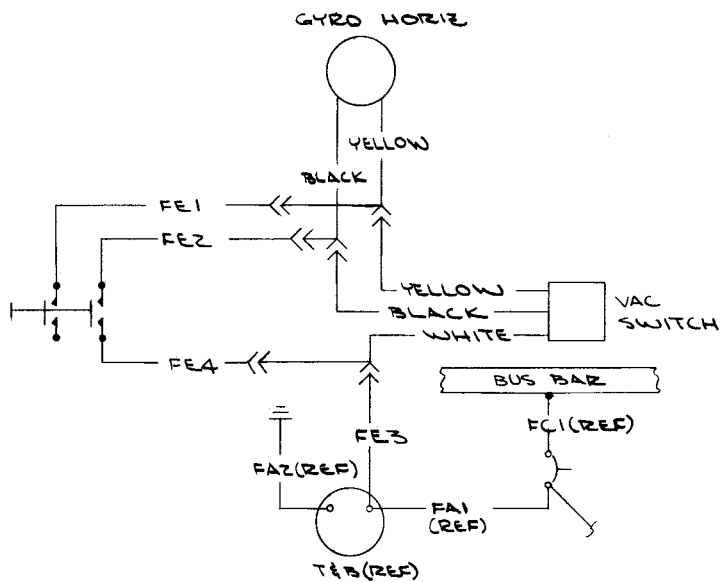 GYRO HORIZ
YELLOW
BLACK
FE1
FE2
YELLOW
BLACK
WHITE
VAC
SWITCH
FE4
BUS BAR
FE3
FC1(REF)
FA2(REF)
FA1
(REF)
T&B(REF)